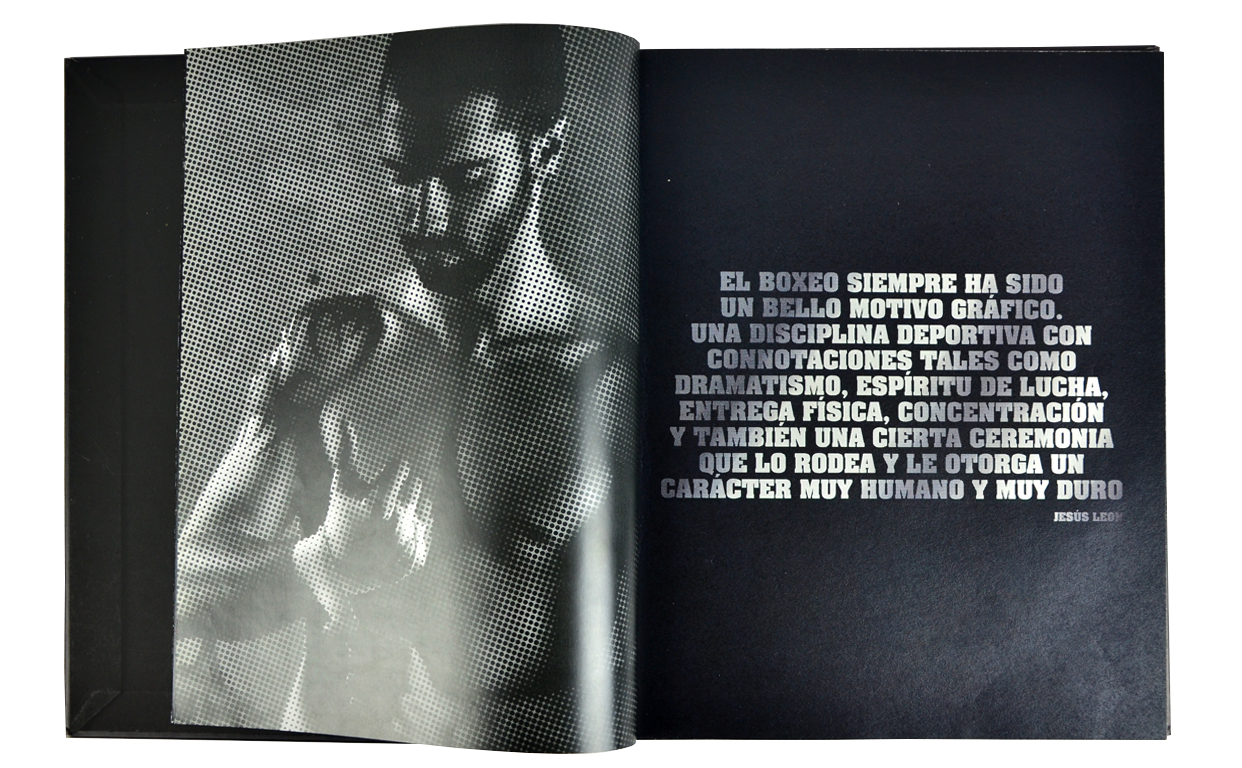 EL BOXEO SIEMPRE HA SIDO
UN BELLO MOTIVO GRÁFICO.
UNA DISCIPLINA DEPORTIVA CON
CONNOTACIONES TALES COMO
DRAMATISMO, ESPÍRITU DE LUCHA,
ENTREGA FÍSICA, CONCENTRACIÓN
Y TAMBIÉN UNA CIERTA CEREMONIA
QUE LO RODEA Y LE OTORGA UN
CARÁCTER MUY HUMANO Y MUY DURO
JESÚS LEON